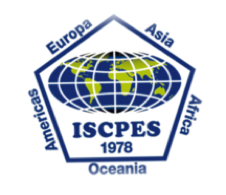 Europa
Asia
Americas
Africa
ISCPES
1978
Oceania